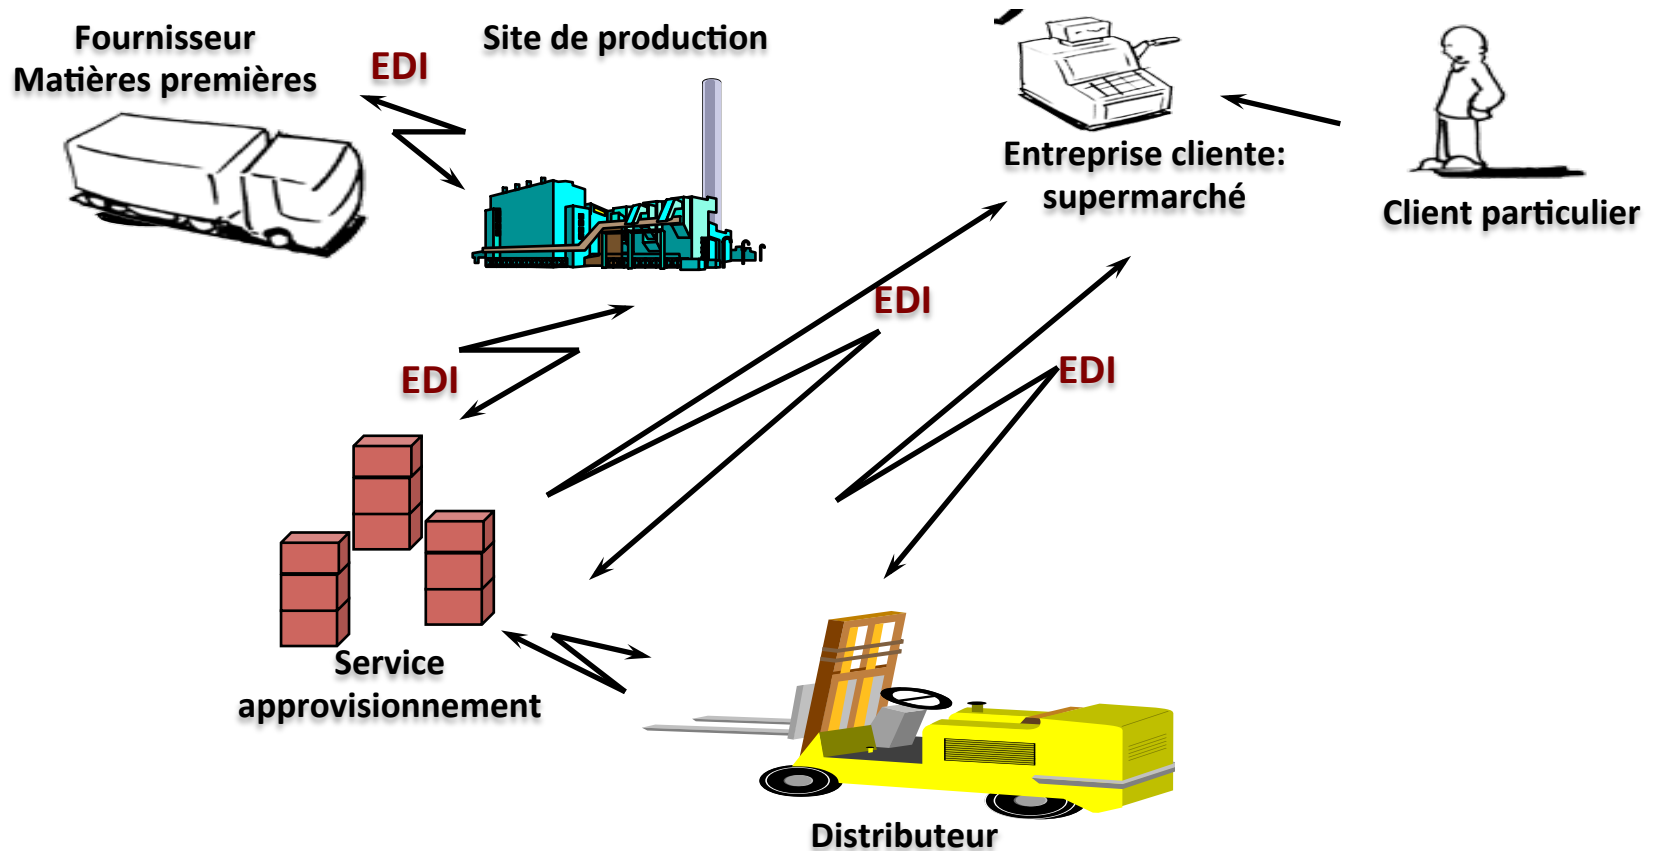 Fournisseur
Matières premières
EDI
Site de production
Entreprise cliente:
supermarché
Client particulier
EDI
EDI
EDI
Service
approvisionnement
Distributeur